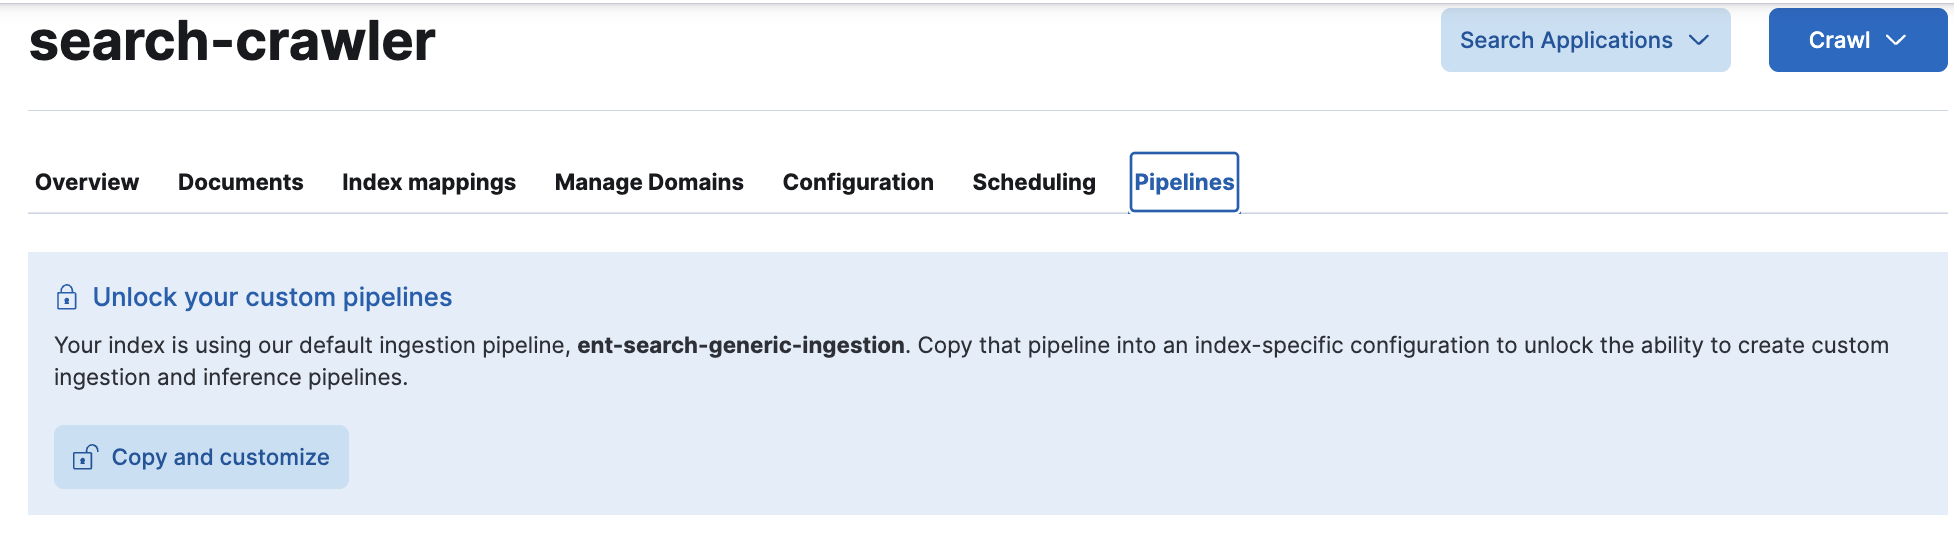 search-crawler
Search Applications
Crawl
Overview Documents Index mappings Manage Domains Configuration Scheduling Pipelines
Unlock your custom pipelines
Your index is using our default ingestion pipeline, ent-search-generic-ingestion. Copy that pipeline into an index-specific configuration to unlock the ability to create custom
ingestion and inference pipelines.
Copy and customize